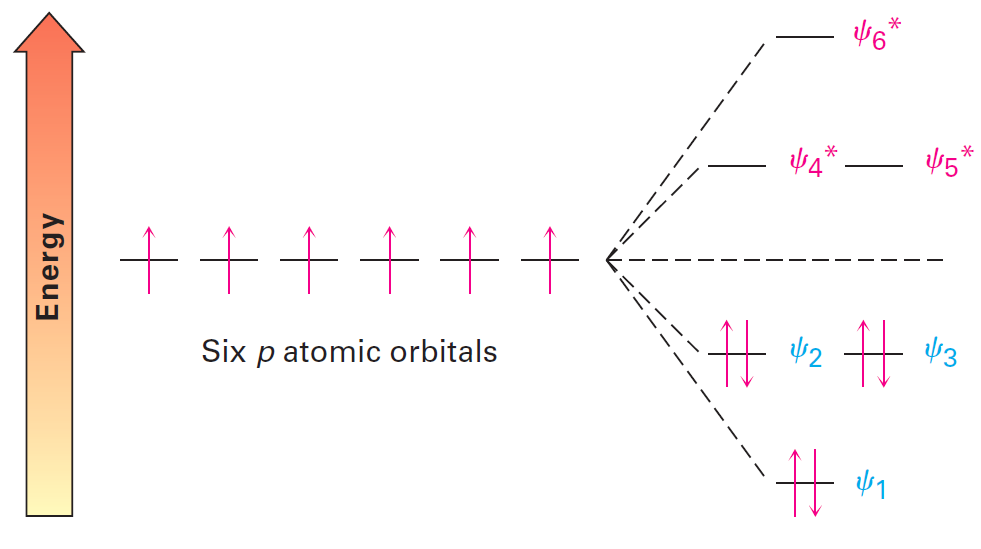 ψ₆*
ψ₄* ψ₅*
Energy
Six p atomic orbitals
ψ₂ ψ₃
ψ₁